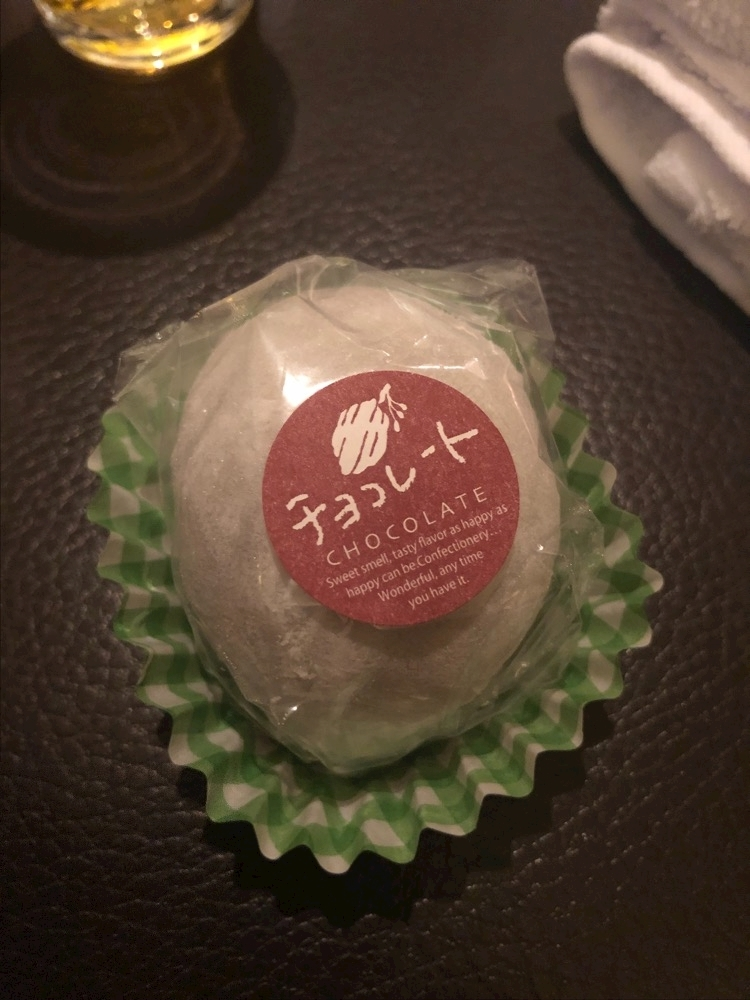 チョコレート
CHOCOLATE
Sweet smell, tasty flavor as happy as
happy can be.Confectionery...
Wonderful, any time
you have it.